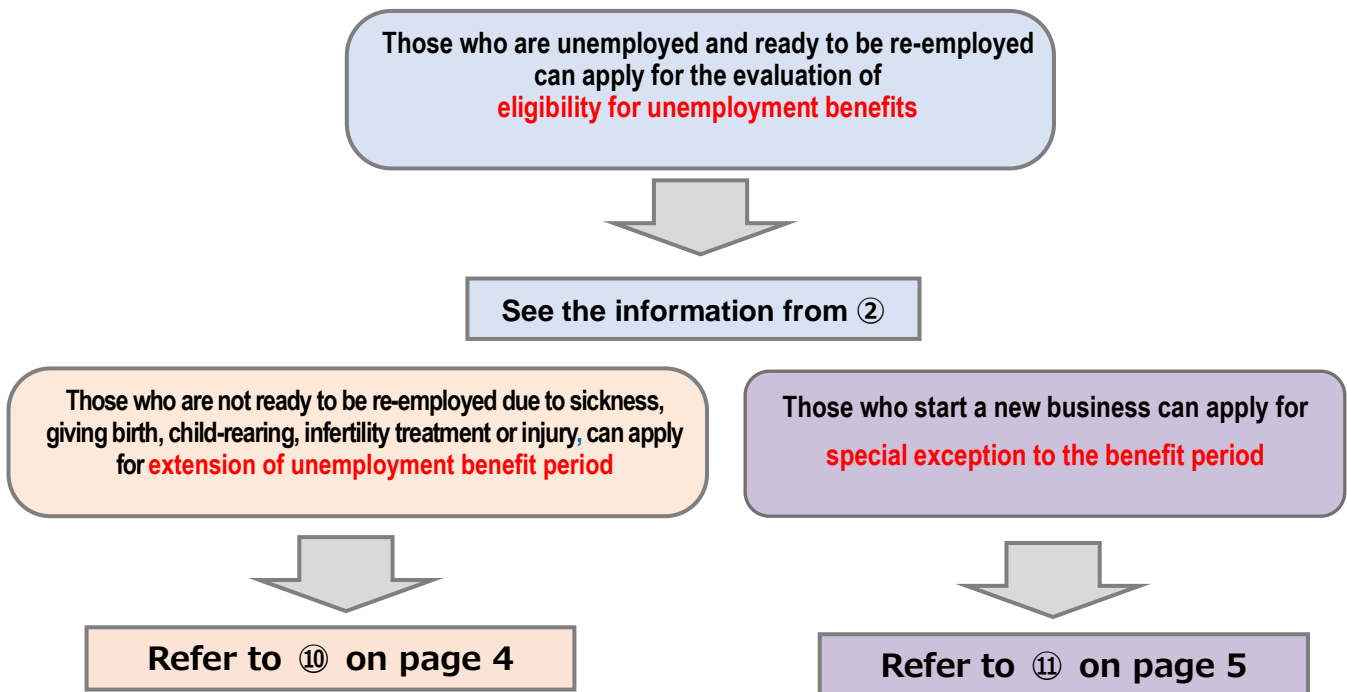 Those who are unemployed and ready to be re-employed
can apply for the evaluation of
eligibility for unemployment benefits
See the information from ②
Those who are not ready to be re-employed due to sickness,
giving birth, child-rearing, infertility treatment or injury, can apply
for extension of unemployment benefit period
Refer to ⑩ on page 4
Those who start a new business can apply for
special exception to the benefit period
Refer to ⑪ on page 5